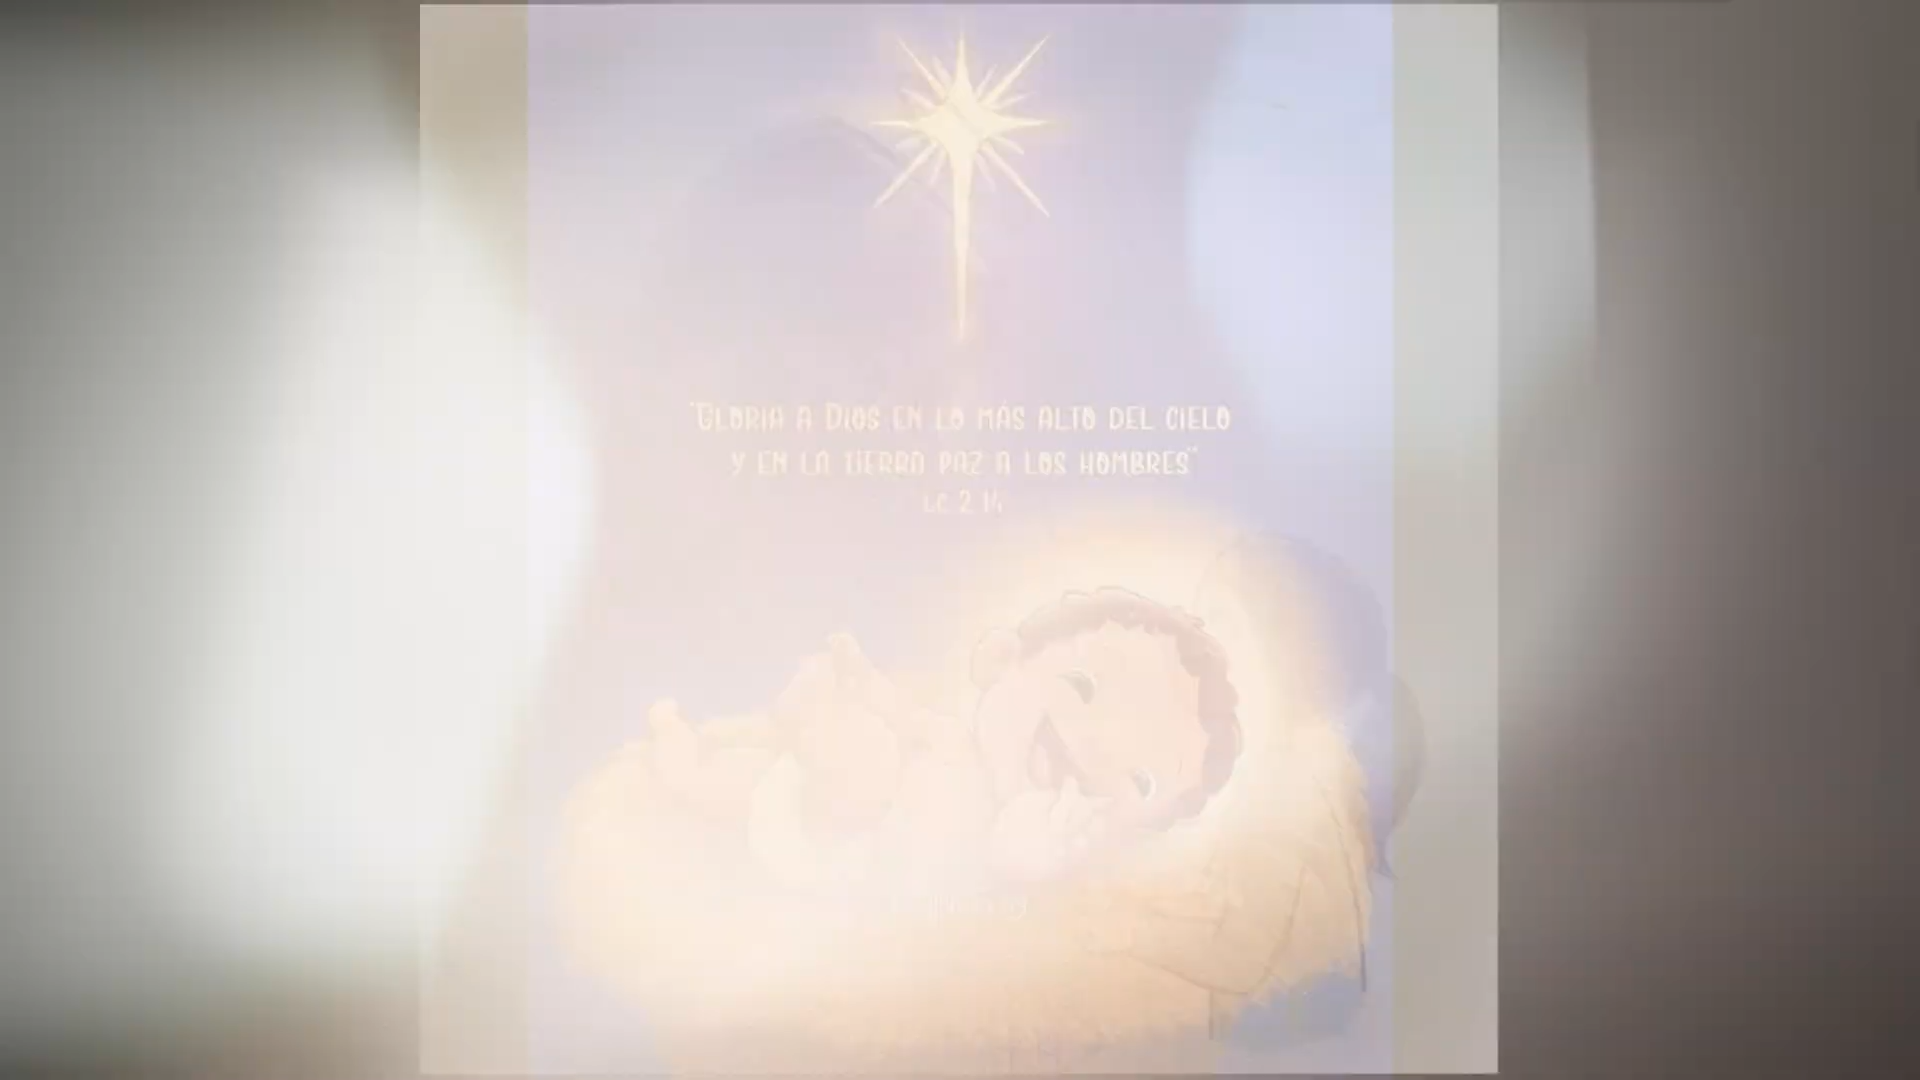 "Gloria a Dios en lo más alto del cielo
y en la tierra paz a los hombres"
Lc 2 14